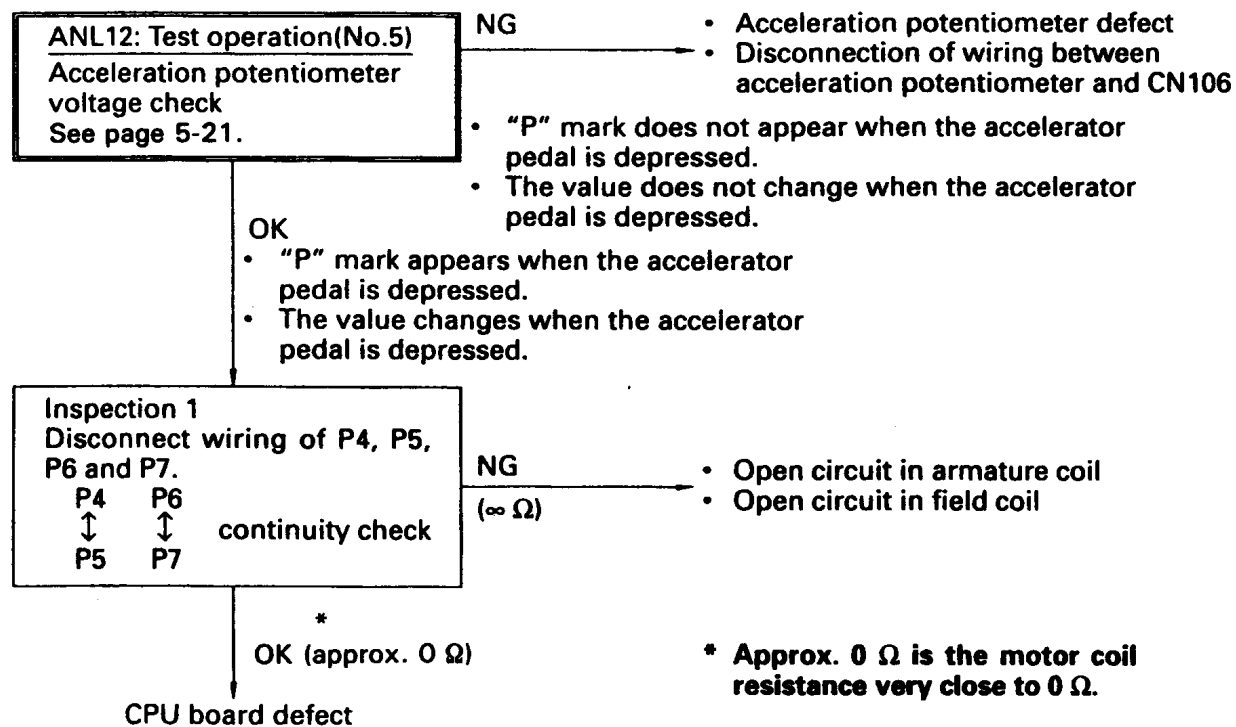 ANL12: Test operation(No.5)
Acceleration potentiometer
voltage check
See page 5-21.
NG
• Acceleration potentiometer defect
• Disconnection of wiring between
acceleration potentiometer and CN106
• "P" mark does not appear when the accelerator
pedal is depressed.
• The value does not change when the accelerator
pedal is depressed.
OK
• "P" mark appears when the accelerator
pedal is depressed.
• The value changes when the accelerator
pedal is depressed.
Inspection 1
Disconnect wiring of P4, P5,
P6 and P7.
P4 P6
↕ ↕ continuity check
P5 P7
NG
(∞ Ω)
• Open circuit in armature coil
• Open circuit in field coil
*
OK (approx. 0 Ω)
* Approx. 0 Ω is the motor coil
resistance very close to 0 Ω.
CPU board defect